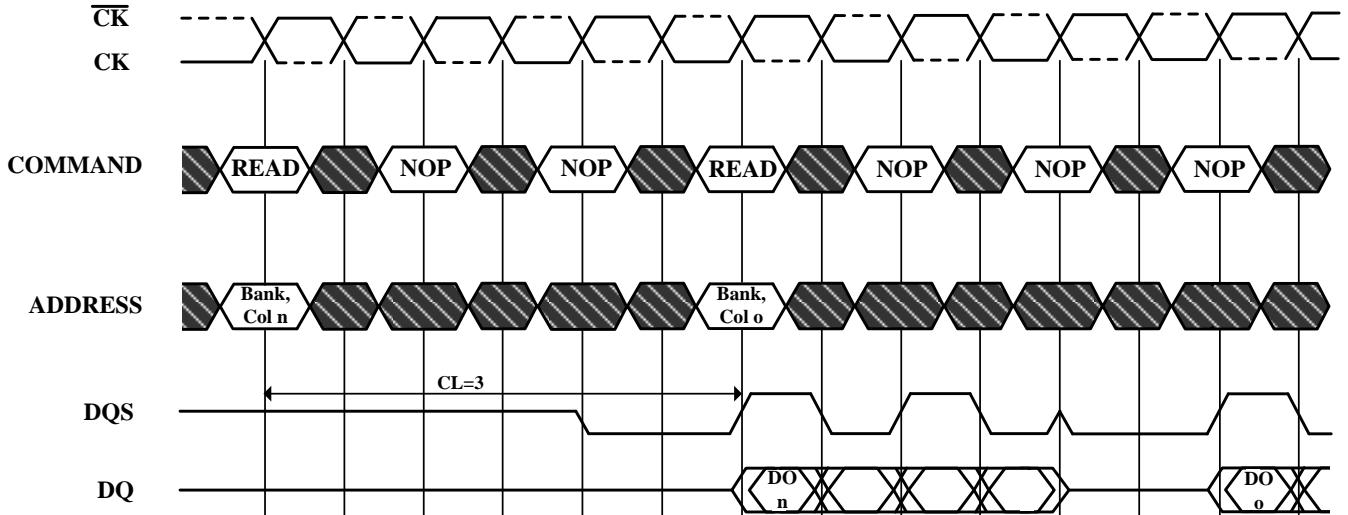 CK
CK
COMMAND READ NOP NOP READ NOP NOP NOP
ADDRESS Bank, Col n Bank, Col o
CL=3
DQS
DQ DO n DO o